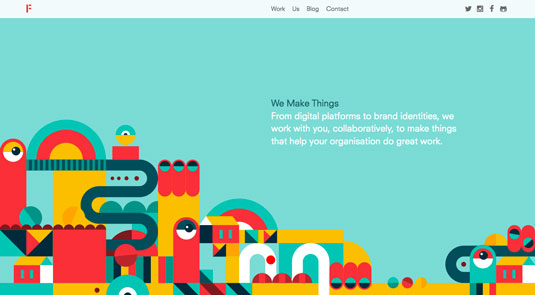 F
Work Us Blog Contact
We Make Things
From digital platforms to brand identities, we
work with you, collaboratively, to make things
that help your organisation do great work.